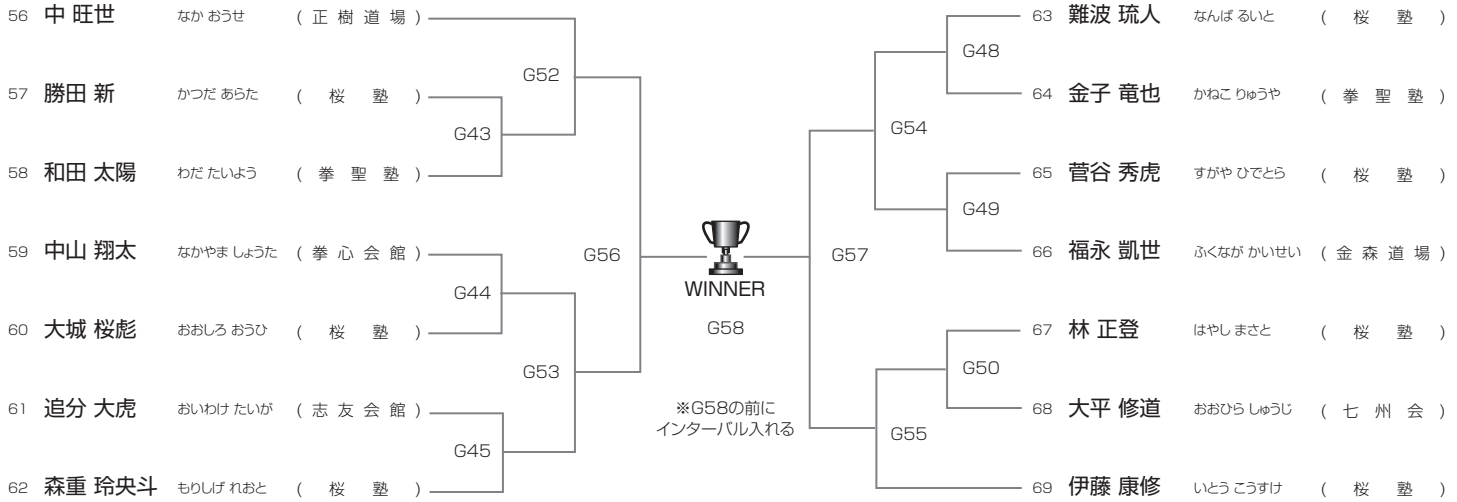 56 中 旺世 なか おうせ ( 正 樹 道 場 )
57 勝田 新 かつだ あらた ( 桜 塾 )
58 和田 太陽 わだ たいよう ( 拳 聖 塾 )
59 中山 翔太 なかやま しょうた ( 拳 心 会 館 )
60 大城 桜彪 おおしろ おうひ ( 桜 塾 )
61 追分 大虎 おいわけ たいが ( 志 友 会 館 )
62 森重 玲央斗 もりしげ れおと ( 桜 塾 )
G52
G43
G44
G53
G45
G56
WINNER
G58
※G58の前に
インターバル入れる
G57
G48
G54
G49
G50
G55
63 難波 琉人 なんば るいと ( 桜 塾 )
64 金子 竜也 かねこ りゅうや ( 拳 聖 塾 )
65 菅谷 秀虎 すがや ひでとら ( 桜 塾 )
66 福永 凱世 ふくなが かいせい ( 金 森 道 場 )
67 林 正登 はやし まさと ( 桜 塾 )
68 大平 修道 おおひら しゅうじ ( 七 州 会 )
69 伊藤 康修 いとう こうすけ ( 桜 塾 )